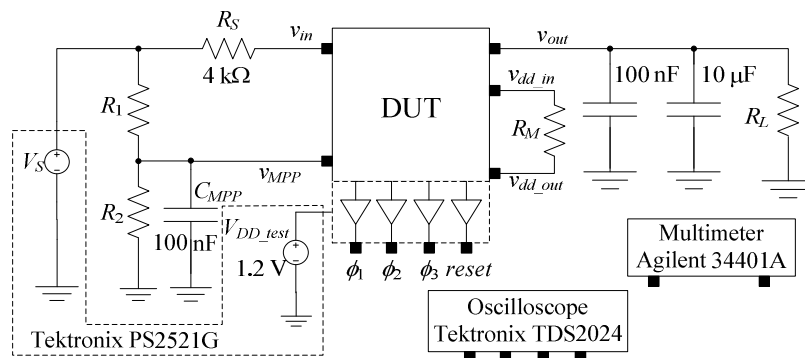 R_S
v_in
4 kΩ
v_out
v_dd_in
100 nF
10 μF
R_1
DUT
R_M
R_L
V_S
v_MPP
v_dd_out
R_2
C_MPP
100 nF
V_DD_test
1.2 V
ϕ_1 ϕ_2 ϕ_3 reset
Multimeter
Agilent 34401A
Oscilloscope
Tektronix TDS2024
Tektronix PS2521G